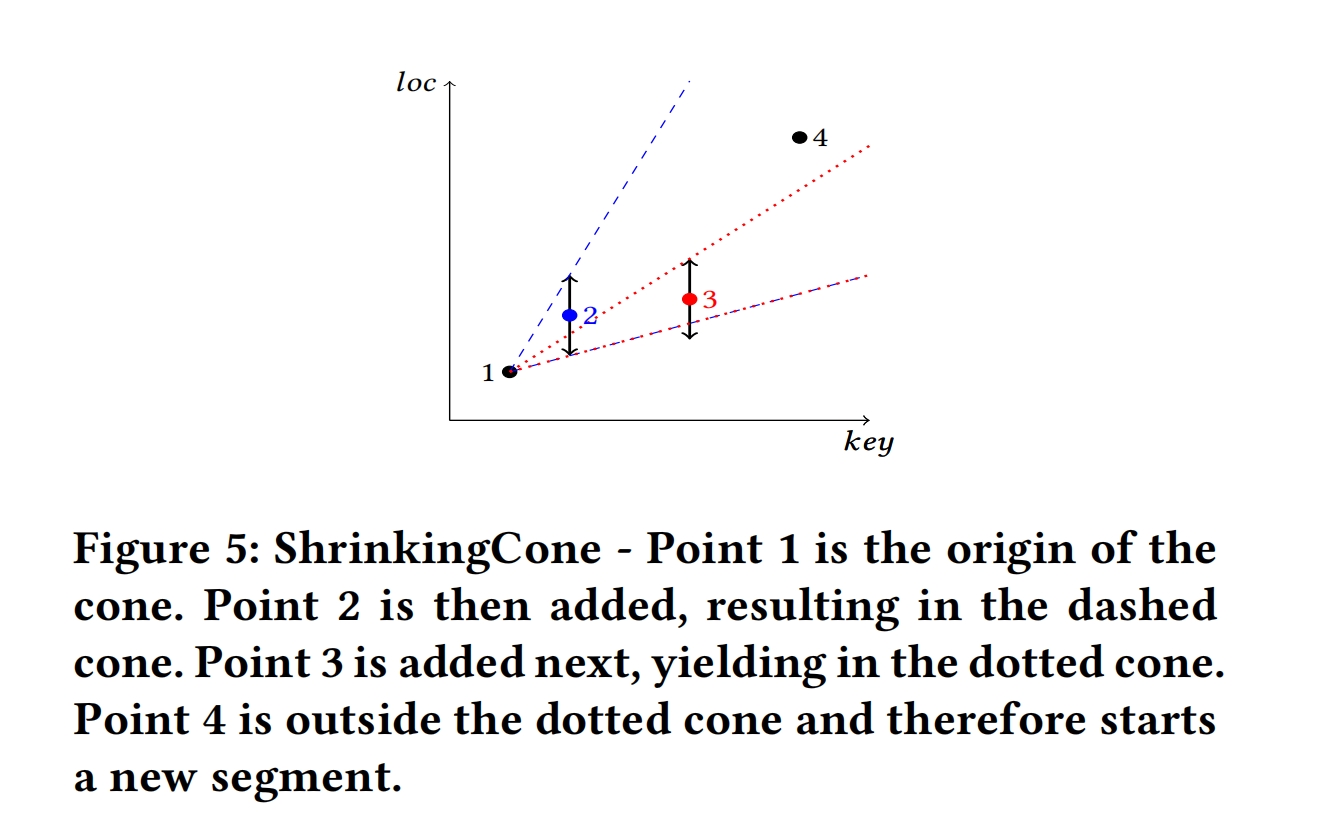 loc
4
3
2
1
key
Figure 5: ShrinkingCone - Point 1 is the origin of the
cone. Point 2 is then added, resulting in the dashed
cone. Point 3 is added next, yielding in the dotted cone.
Point 4 is outside the dotted cone and therefore starts
a new segment.